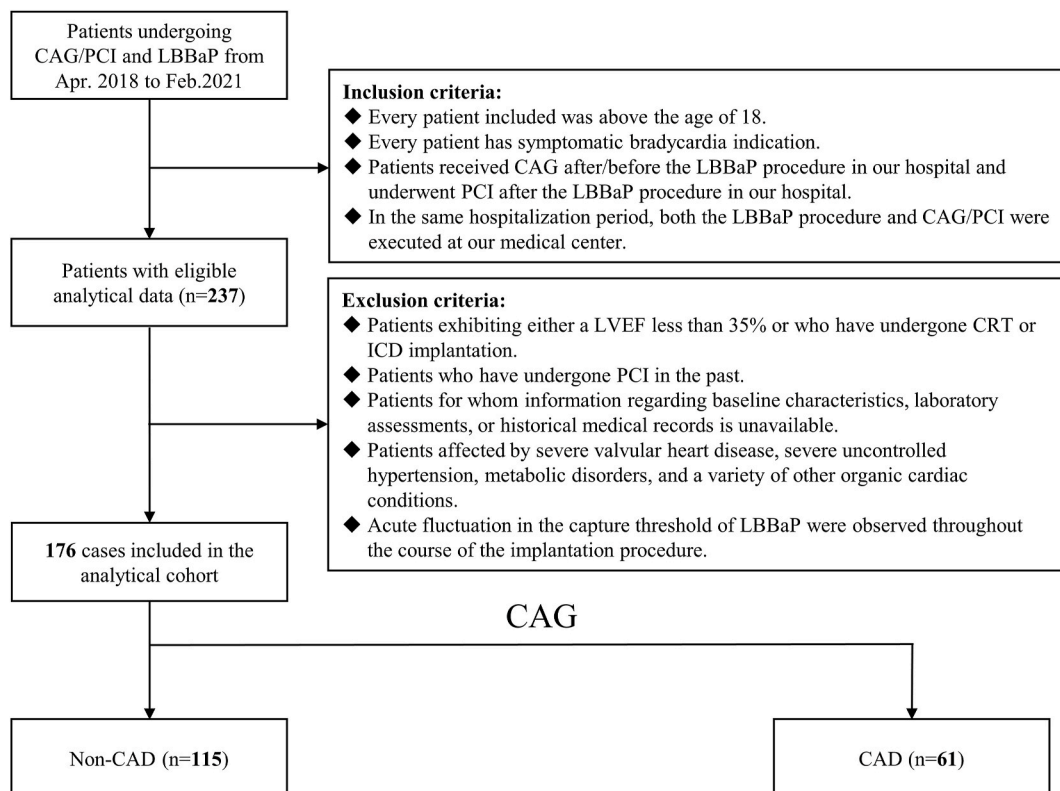 Patients undergoing
CAG/PCI and LBBaP from
Apr. 2018 to Feb.2021
Inclusion criteria:
◆ Every patient included was above the age of 18.
◆ Every patient has symptomatic bradycardia indication.
◆ Patients received CAG after/before the LBBaP procedure in our hospital and
underwent PCI after the LBBaP procedure in our hospital.
◆ In the same hospitalization period, both the LBBaP procedure and CAG/PCI were
executed at our medical center.
Patients with eligible
analytical data (n=237)
Exclusion criteria:
◆ Patients exhibiting either a LVEF less than 35% or who have undergone CRT or
ICD implantation.
◆ Patients who have undergone PCI in the past.
◆ Patients for whom information regarding baseline characteristics, laboratory
assessments, or historical medical records is unavailable.
◆ Patients affected by severe valvular heart disease, severe uncontrolled
hypertension, metabolic disorders, and a variety of other organic cardiac
conditions.
◆ Acute fluctuation in the capture threshold of LBBaP were observed throughout
the course of the implantation procedure.
176 cases included in the
analytical cohort
CAG
Non-CAD (n=115)
CAD (n=61)